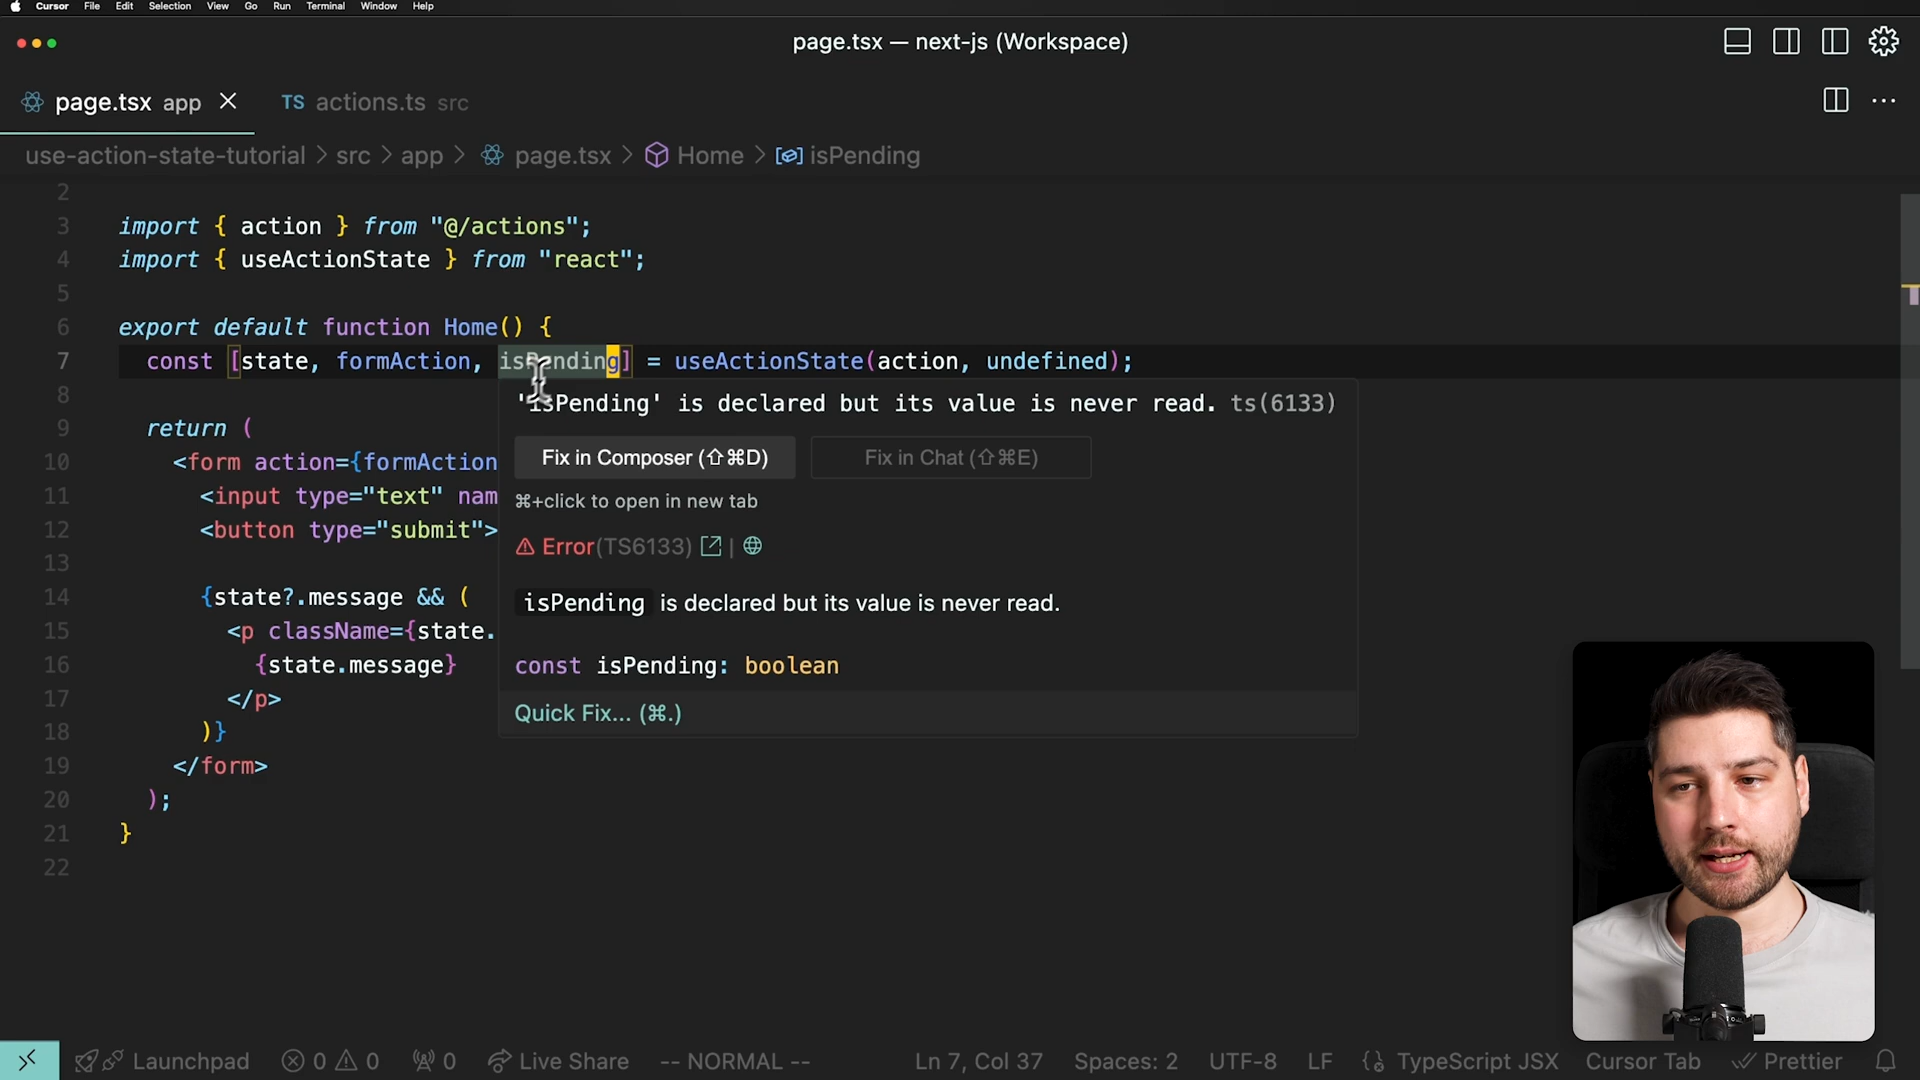 Cursor File Edit Selection View Go Run Terminal Window Help
page.tsx — next-js (Workspace)
page.tsx app TS actions.ts src
use-action-state-tutorial > src > app > page.tsx > Home > isPending
2
3 import { action } from "@/actions";
4 import { useActionState } from "react";
5
6 export default function Home() {
7 const [state, formAction, isPending] = useActionState(action, undefined);
8
'isPending' is declared but its value is never read. ts(6133)
9 return (
Fix in Composer (⇧⌘D) Fix in Chat (⇧⌘E)
10 <form action={formAction
11 <input type="text" nam
⌘+click to open in new tab
12 <button type="submit">
Error(TS6133) |
13
14 {state?.message && (
isPending is declared but its value is never read.
15 <p className={state.
16 {state.message}
const isPending: boolean
17 </p>
Quick Fix... (⌘.)
18 )}
19 </form>
20 );
21 }
22
Launchpad 0 0 0 Live Share -- NORMAL -- Ln 7, Col 37 Spaces: 2 UTF-8 LF TypeScript JSX Cursor Tab Prettier